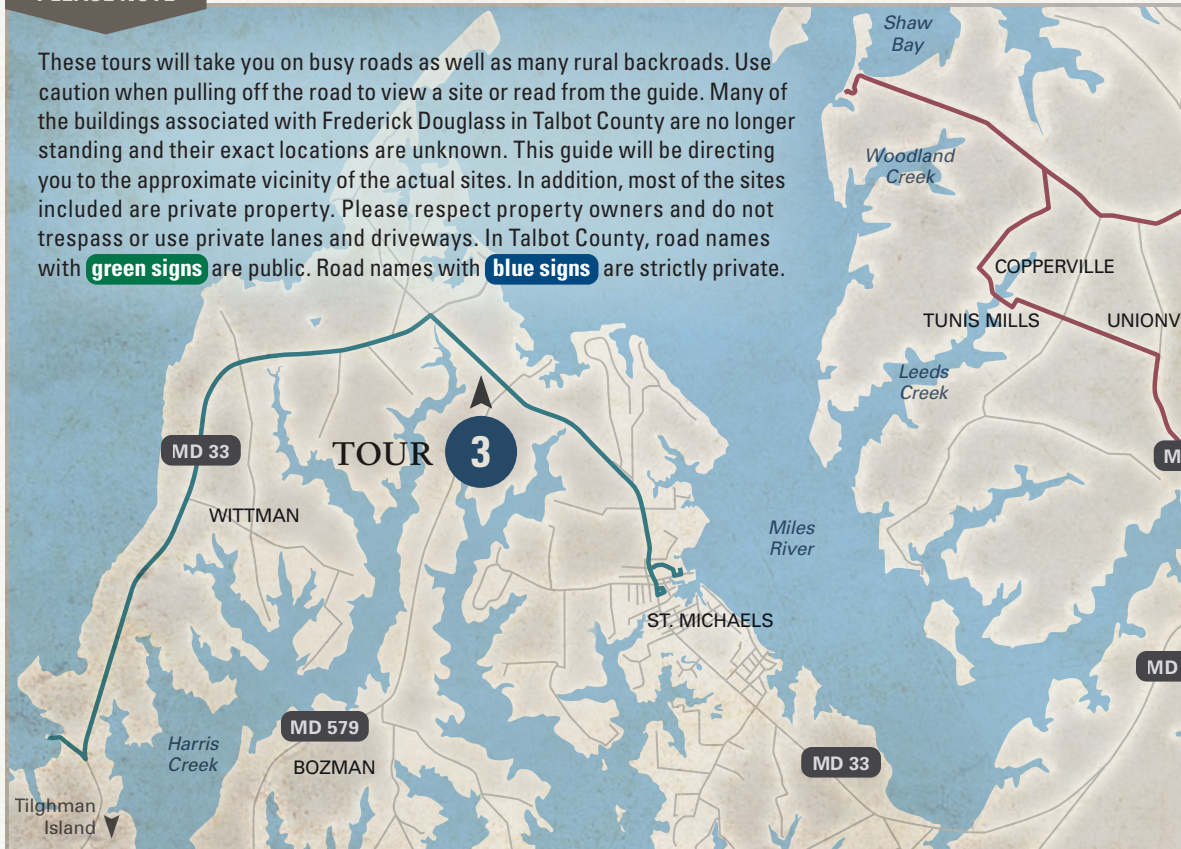 These tours will take you on busy roads as well as many rural backroads. Use
caution when pulling off the road to view a site or read from the guide. Many of
the buildings associated with Frederick Douglass in Talbot County are no longer
standing and their exact locations are unknown. This guide will be directing
you to the approximate vicinity of the actual sites. In addition, most of the sites
included are private property. Please respect property owners and do not
trespass or use private lanes and driveways. In Talbot County, road names
with green signs are public. Road names with blue signs are strictly private.
Shaw
Bay
Woodland
Creek
COPPERVILLE
TUNIS MILLS
UNIONV
Leeds
Creek
M
TOUR 3
MD 33
WITTMAN
Miles
River
ST. MICHAELS
MD
MD 579
Harris
Creek
BOZMAN
MD 33
Tilghman
Island